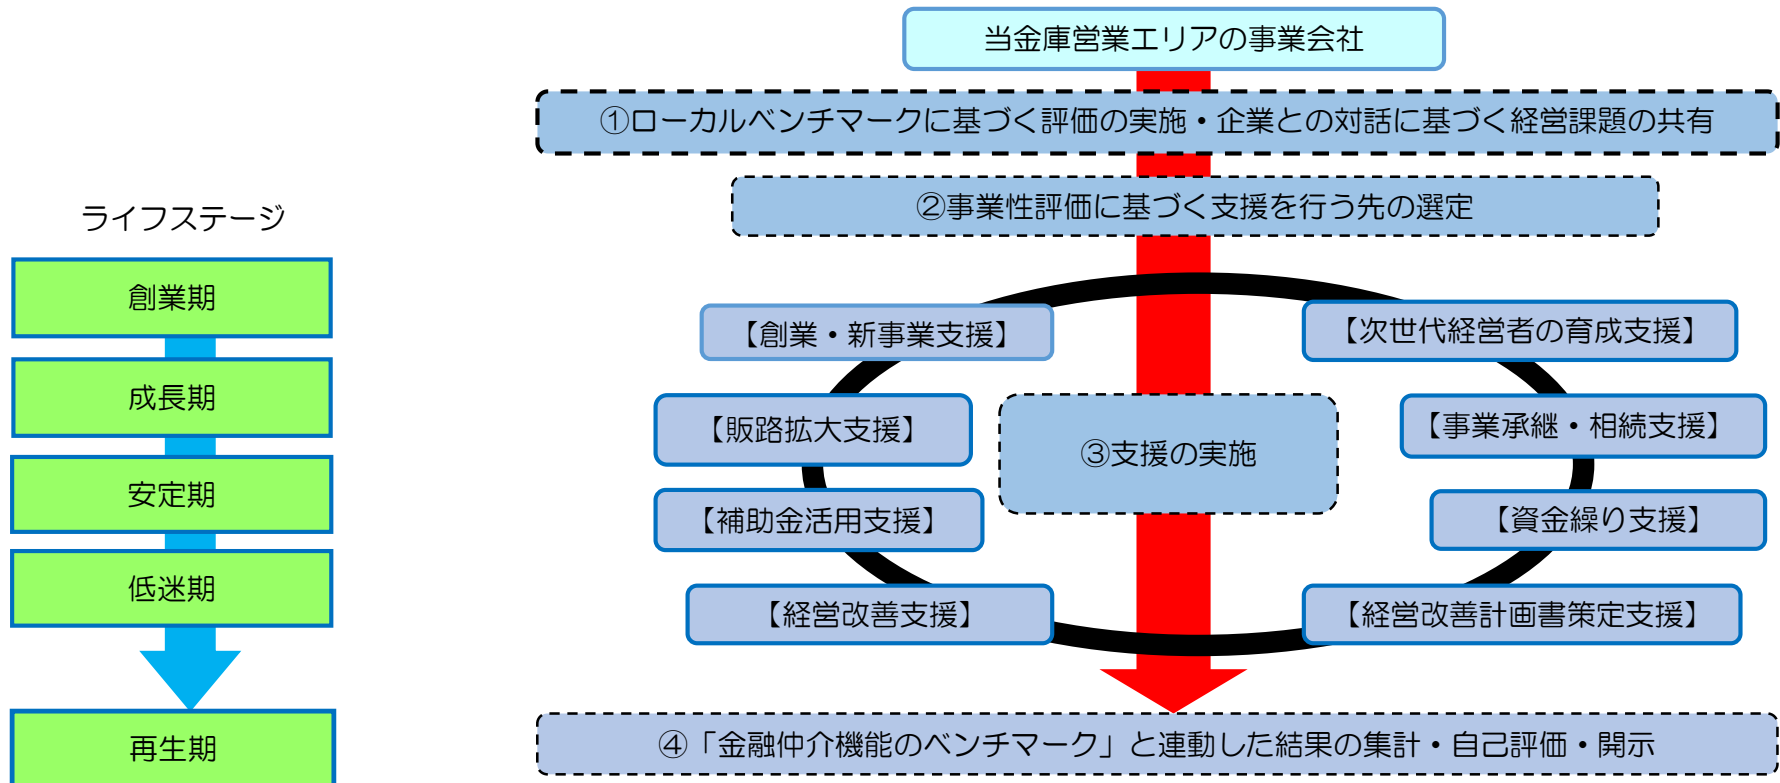 当金庫営業エリアの事業会社
①ローカルベンチマークに基づく評価の実施・企業との対話に基づく経営課題の共有
②事業性評価に基づく支援を行う先の選定
ライフステージ
創業期
成長期
安定期
低迷期
再生期
【創業・新事業支援】
【次世代経営者の育成支援】
【販路拡大支援】
【事業承継・相続支援】
③支援の実施
【補助金活用支援】
【資金繰り支援】
【経営改善支援】
【経営改善計画書策定支援】
④「金融仲介機能のベンチマーク」と連動した結果の集計・自己評価・開示